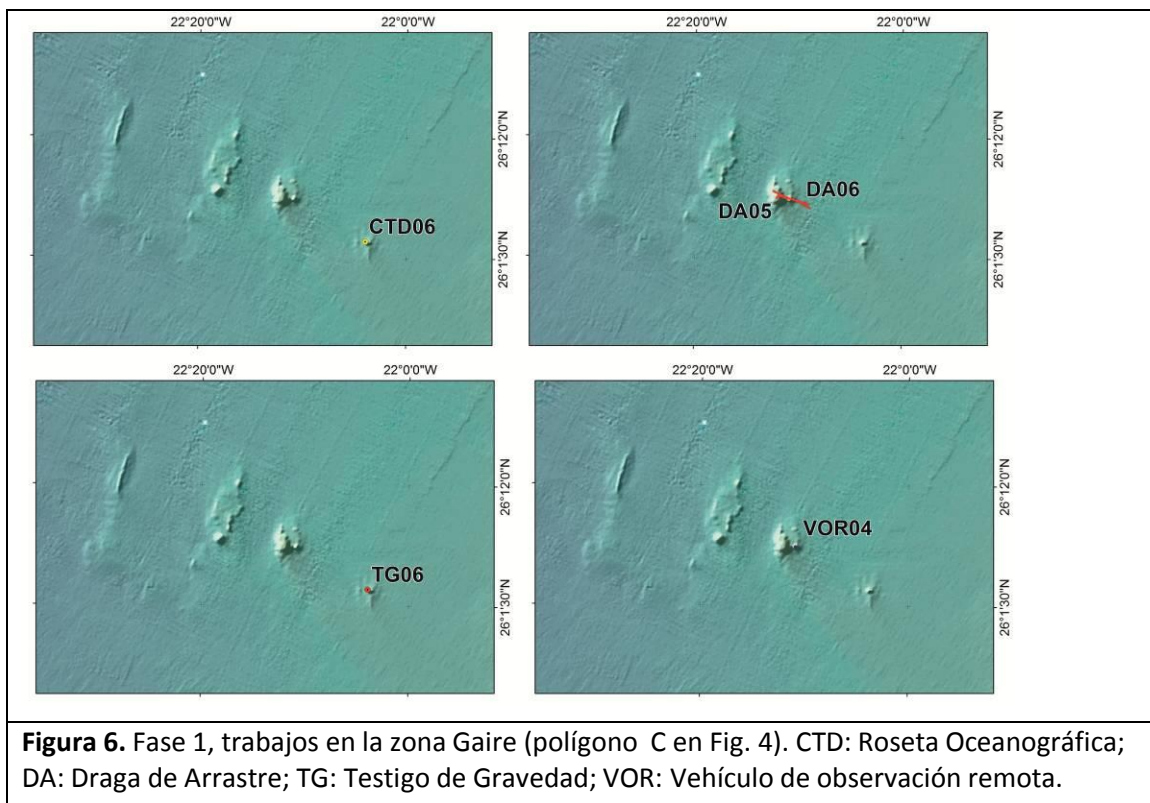 22°20'0"W 22°0'0"W
26°12'0"N
26°1'30"N
CTD06
22°20'0"W 22°0'0"W
26°12'0"N
26°1'30"N
DA06
DA05
22°20'0"W 22°0'0"W
26°12'0"N
26°1'30"N
TG06
22°20'0"W 22°0'0"W
26°12'0"N
26°1'30"N
VOR04
Figura 6. Fase 1, trabajos en la zona Gaire (polígono C en Fig. 4). CTD: Roseta Oceanográfica;
DA: Draga de Arrastre; TG: Testigo de Gravedad; VOR: Vehículo de observación remota.